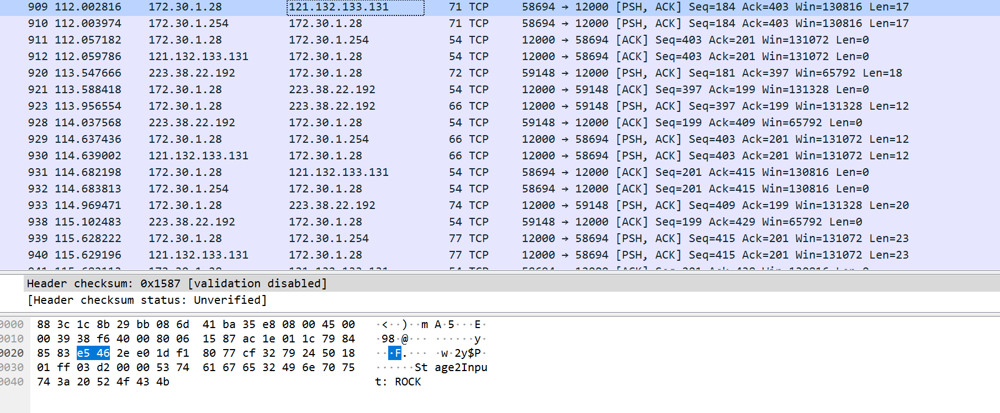 909 112.002816 172.30.1.28 121.132.133.131 71 TCP 58694 → 12000 [PSH, ACK] Seq=184 Ack=403 Win=130816 Len=17
910 112.003974 172.30.1.254 172.30.1.28 71 TCP 58694 → 12000 [PSH, ACK] Seq=184 Ack=403 Win=130816 Len=17
911 112.057182 172.30.1.28 172.30.1.254 54 TCP 12000 → 58694 [ACK] Seq=403 Ack=201 Win=131072 Len=0
912 112.059786 121.132.133.131 172.30.1.28 54 TCP 12000 → 58694 [ACK] Seq=403 Ack=201 Win=131072 Len=0
920 113.547666 223.38.22.192 172.30.1.28 72 TCP 59148 → 12000 [PSH, ACK] Seq=181 Ack=397 Win=65792 Len=18
921 113.588418 172.30.1.28 223.38.22.192 54 TCP 12000 → 59148 [ACK] Seq=397 Ack=199 Win=131328 Len=0
923 113.956554 172.30.1.28 223.38.22.192 66 TCP 12000 → 59148 [PSH, ACK] Seq=397 Ack=199 Win=131328 Len=12
928 114.037568 223.38.22.192 172.30.1.28 54 TCP 59148 → 12000 [ACK] Seq=199 Ack=409 Win=65792 Len=0
929 114.637436 172.30.1.28 172.30.1.254 66 TCP 12000 → 58694 [PSH, ACK] Seq=403 Ack=201 Win=131072 Len=12
930 114.639002 121.132.133.131 172.30.1.28 66 TCP 12000 → 58694 [PSH, ACK] Seq=403 Ack=201 Win=131072 Len=12
931 114.682198 172.30.1.28 121.132.133.131 54 TCP 58694 → 12000 [ACK] Seq=201 Ack=415 Win=130816 Len=0
932 114.683813 172.30.1.254 172.30.1.28 54 TCP 58694 → 12000 [ACK] Seq=201 Ack=415 Win=130816 Len=0
933 114.969471 172.30.1.28 223.38.22.192 74 TCP 12000 → 59148 [PSH, ACK] Seq=409 Ack=199 Win=131328 Len=20
938 115.102483 223.38.22.192 172.30.1.28 54 TCP 59148 → 12000 [ACK] Seq=199 Ack=429 Win=65792 Len=0
939 115.628222 172.30.1.28 172.30.1.254 77 TCP 12000 → 58694 [PSH, ACK] Seq=415 Ack=201 Win=131072 Len=23
940 115.629196 121.132.133.131 172.30.1.28 77 TCP 12000 → 58694 [PSH, ACK] Seq=415 Ack=201 Win=131072 Len=23
Header checksum: 0x1587 [validation disabled]
[Header checksum status: Unverified]
0000 88 3c 1c 8b 29 bb 08 6d 41 ba 35 e8 08 00 45 00 ·<··)··m A·5···E·
0010 00 39 38 f6 40 00 80 06 15 87 ac 1e 01 1c 79 84 ·98·@··· ······y·
0020 85 83 e5 46 2e e0 1d f1 80 77 cf 32 79 24 50 18 ···F.··· ·w·2y$P·
0030 01 ff 03 d2 00 00 53 74 61 67 65 32 49 6e 70 75 ······St age2Inpu
0040 74 3a 20 52 4f 43 4b t: ROCK